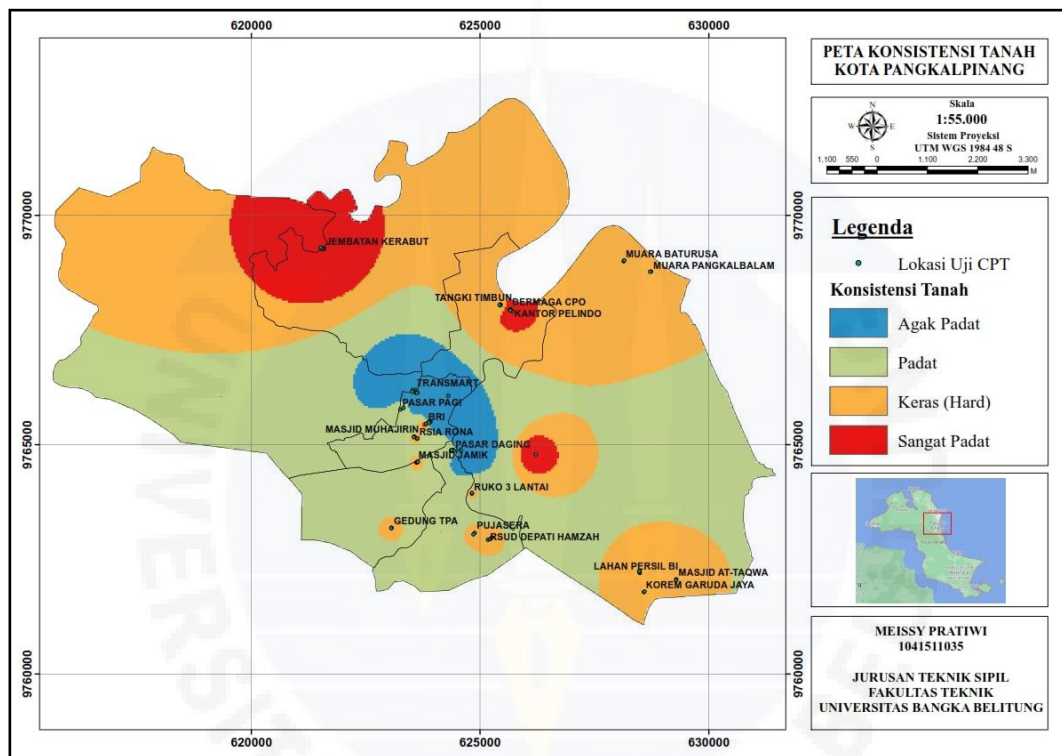 620000
625000
630000
9770000
9770000
9765000
9765000
9760000
9760000
620000
625000
630000
JEMBATAN KERABUT
MUARA BATURUSA
MUARA PANGKALBALAM
TANGKI TIMBUN
DERMAGA CPO
KANTOR PELINDO
TRANSMART
PASAR PAGI
BRI
MASJID MUHAJIRIN
RSIA RONA
PASAR DAGING
MASJID JAMIK
RUKO 3 LANTAI
GEDUNG TPA
PUJASERA
RSUD DEPATI HAMZAH
LAHAN PERSIL BI
MASJID AT-TAQWA
KOREM GARUDA JAYA
PETA KONSISTENSI TANAH
KOTA PANGKALPINANG
N
W
E
S
Skala
1:55.000
Sistem Proyeksi
UTM WGS 1984 48 S
1.100 550 0 1.100 2.200 3.300
M
Legenda
Lokasi Uji CPT
Konsistensi Tanah
Agak Padat
Padat
Keras (Hard)
Sangat Padat
MEISSY PRATIWI
1041511035
JURUSAN TEKNIK SIPIL
FAKULTAS TEKNIK
UNIVERSITAS BANGKA BELITUNG